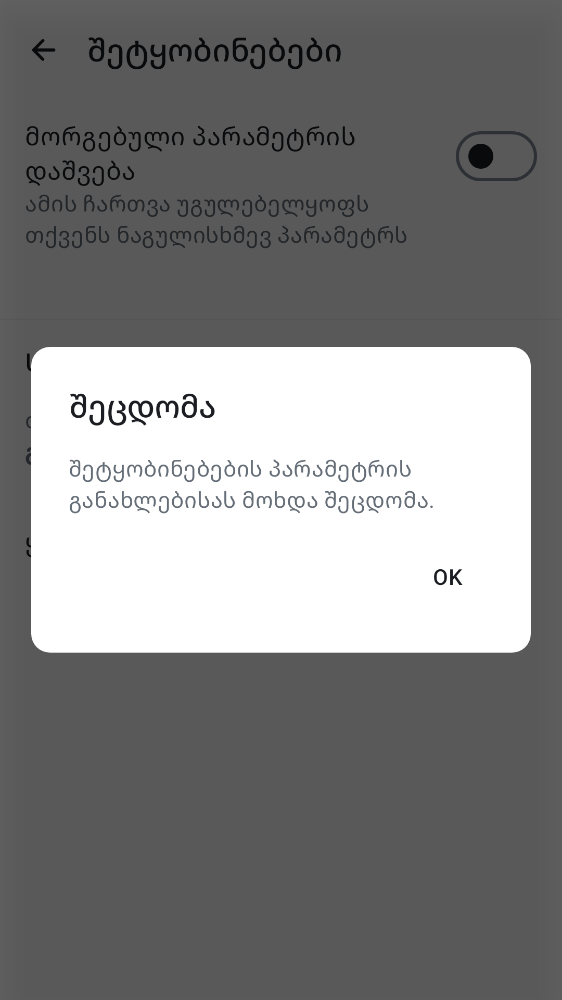 შეტყობინებები
მორგებული პარამეტრის
დაშვება
ამის ჩართვა უგულებელყოფს
თქვენს ნაგულისხმევ პარამეტრს
შეცდომა
შეტყობინებების პარამეტრის
განახლებისას მოხდა შეცდომა.
OK